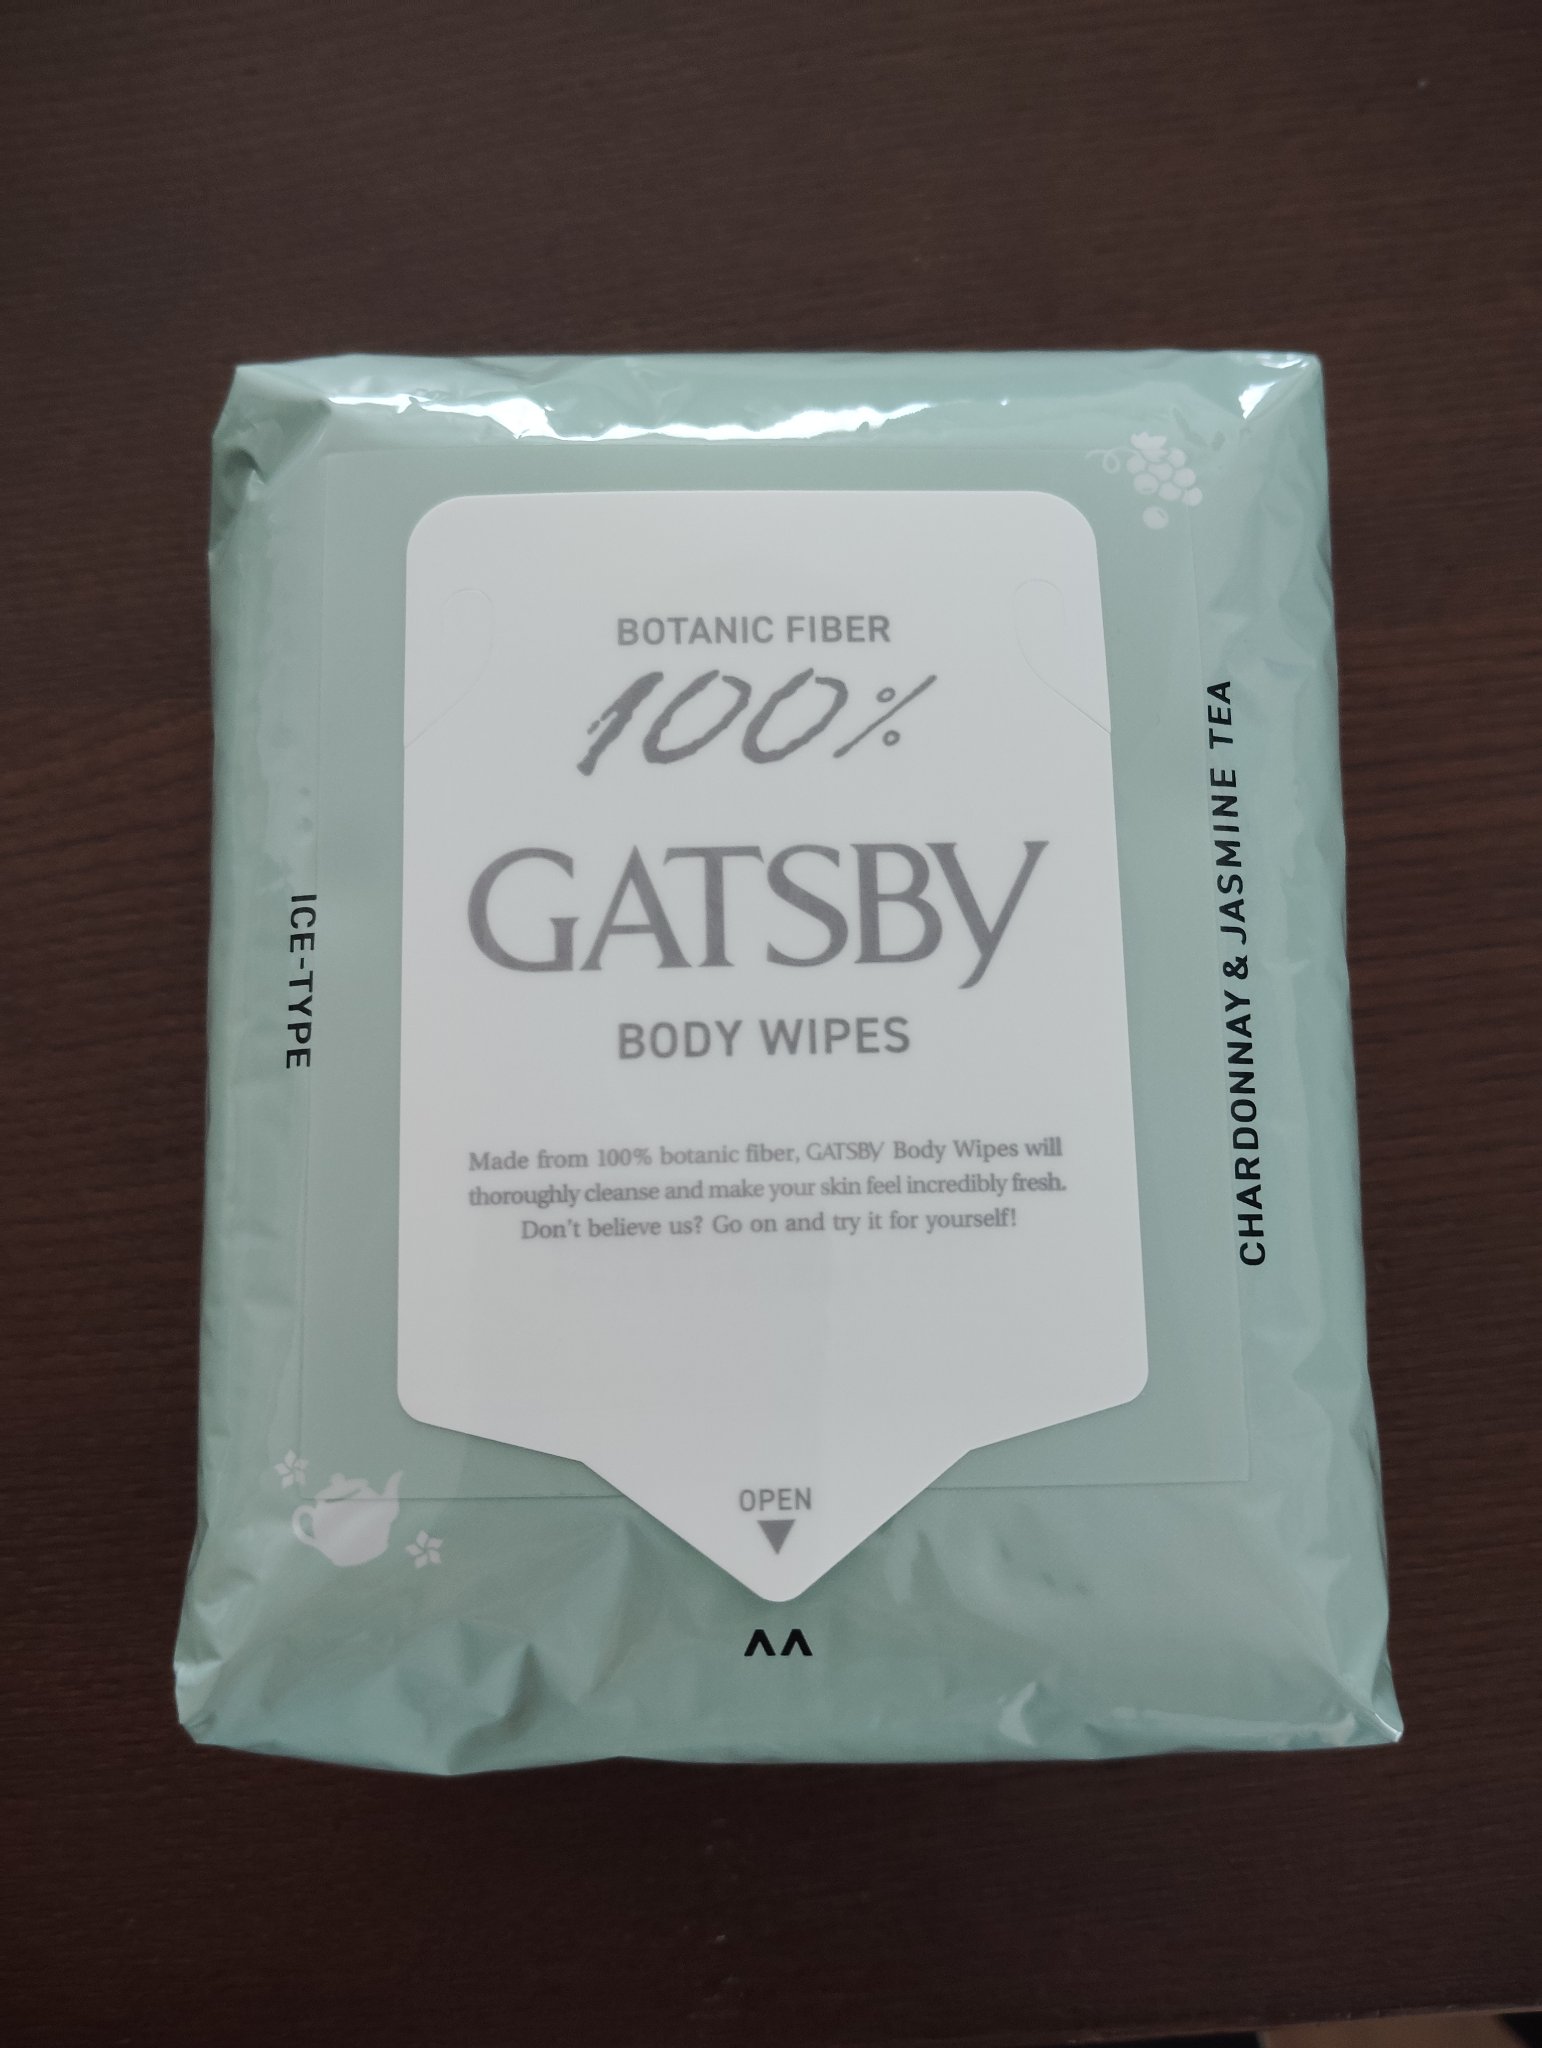 BOTANIC FIBER
100%
GATSBY
BODY WIPES
Made from 100% botanic fiber, GATSBY Body Wipes will
thoroughly cleanse and make your skin feel incredibly fresh.
Don't believe us? Go on and try it for yourself!
OPEN
ICE-TYPE
CHARDONNAY & JASMINE TEA